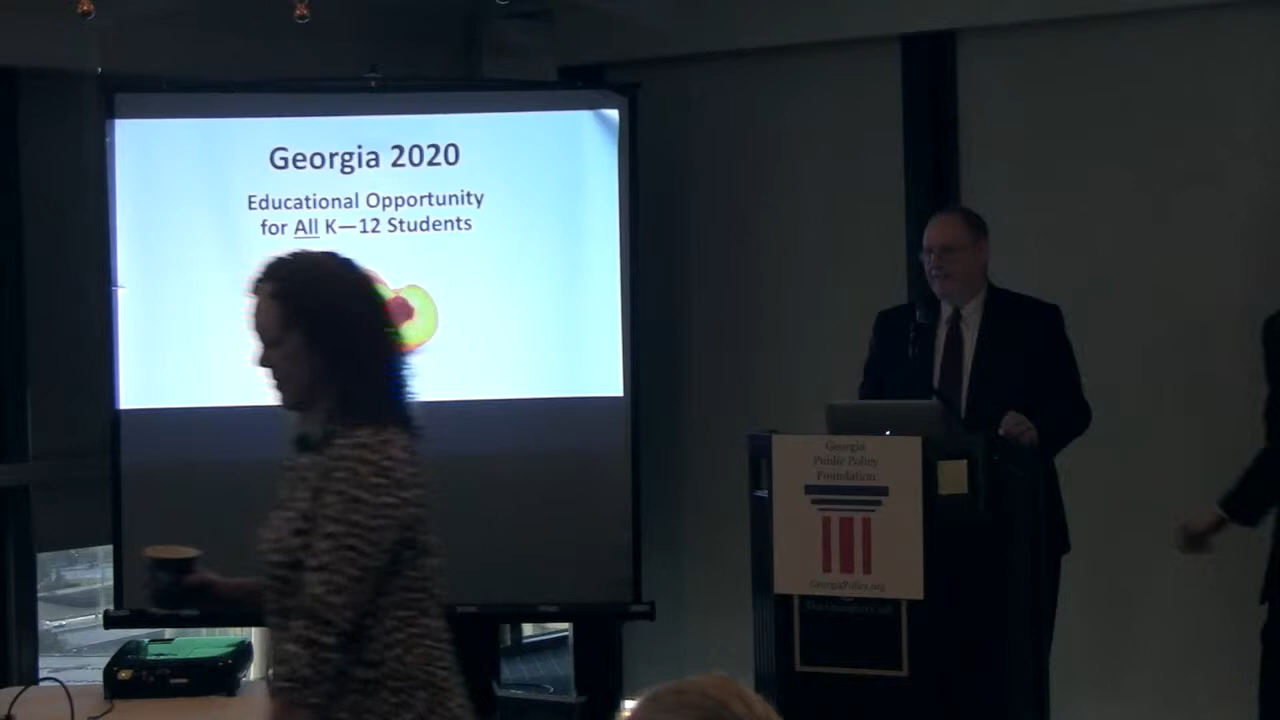 Georgia 2020
Educational Opportunity
for All K—12 Students
Georgia
Public Policy
Foundation
GeorgiaPolicy.org